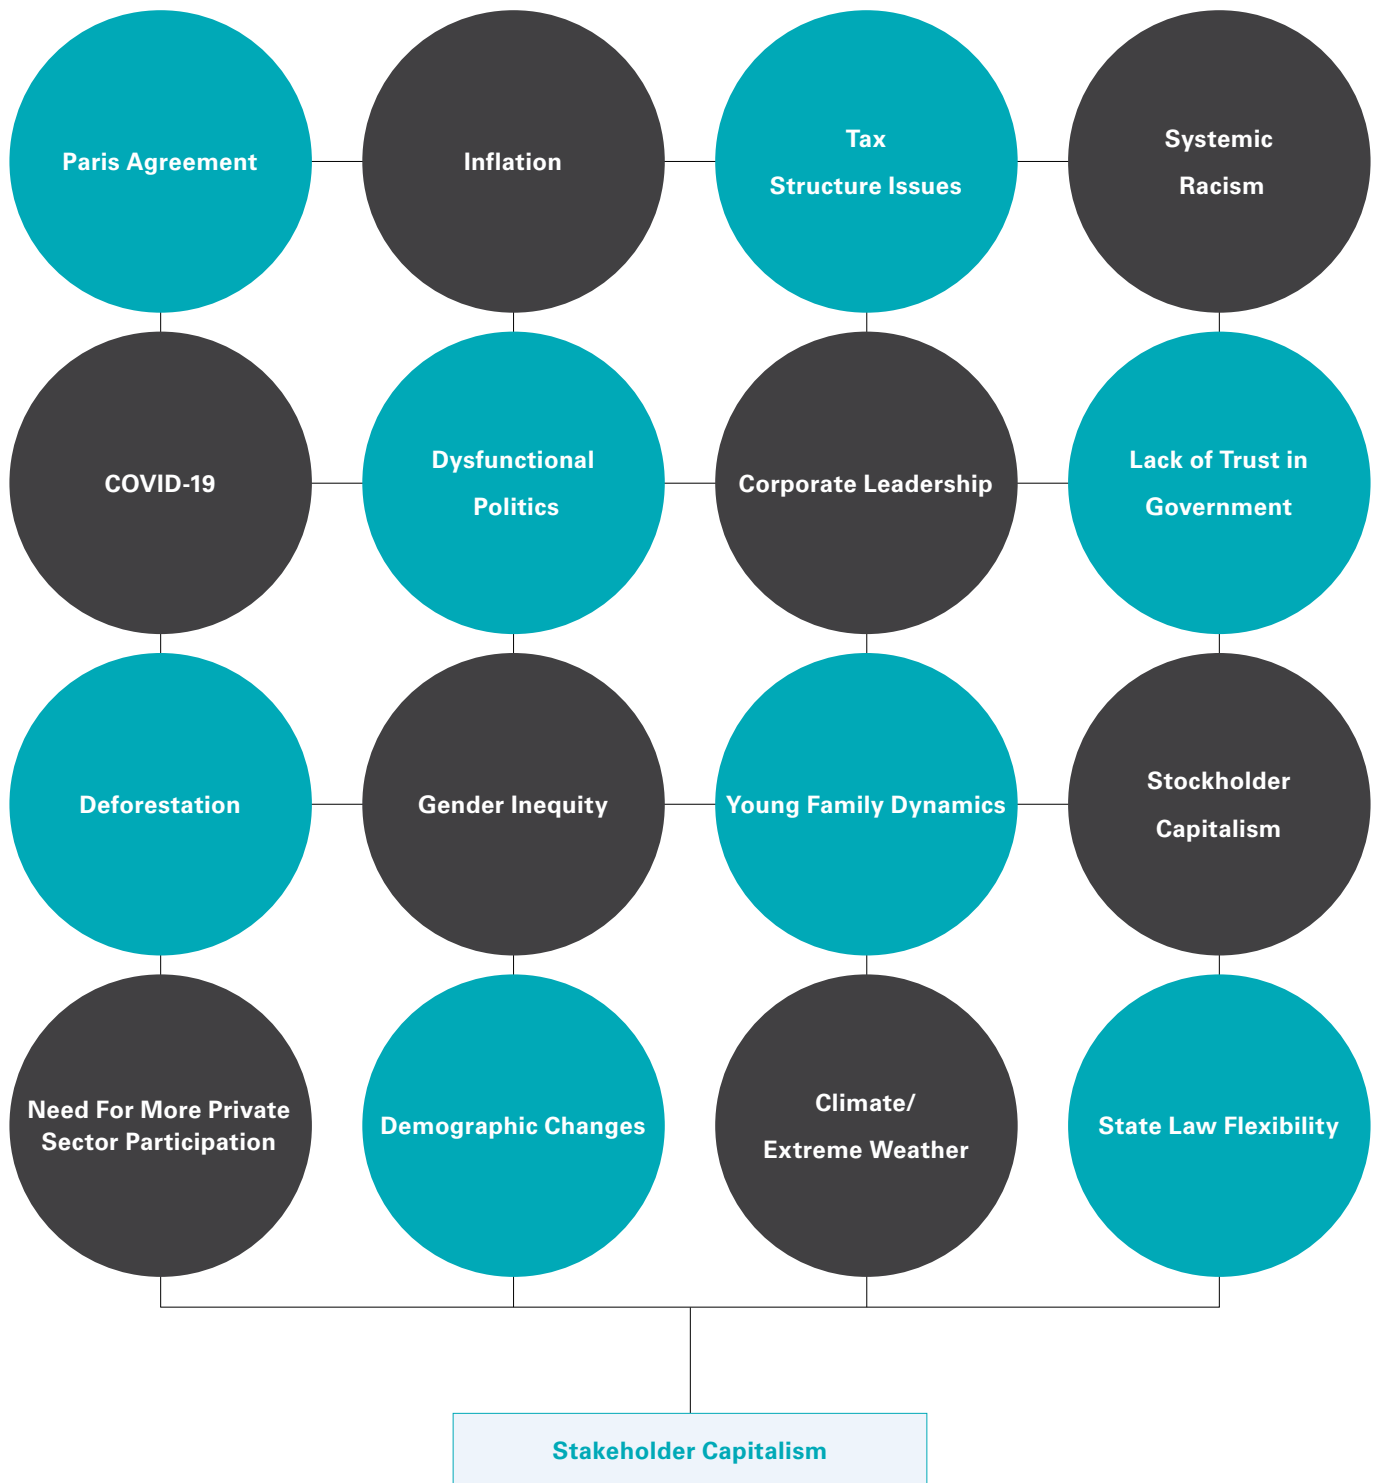 Paris Agreement
Inflation
Tax
Structure Issues
Systemic
Racism
COVID-19
Dysfunctional
Politics
Corporate Leadership
Lack of Trust in
Government
Deforestation
Gender Inequity
Young Family Dynamics
Stockholder
Capitalism
Need For More Private
Sector Participation
Demographic Changes
Climate/
Extreme Weather
State Law Flexibility
Stakeholder Capitalism